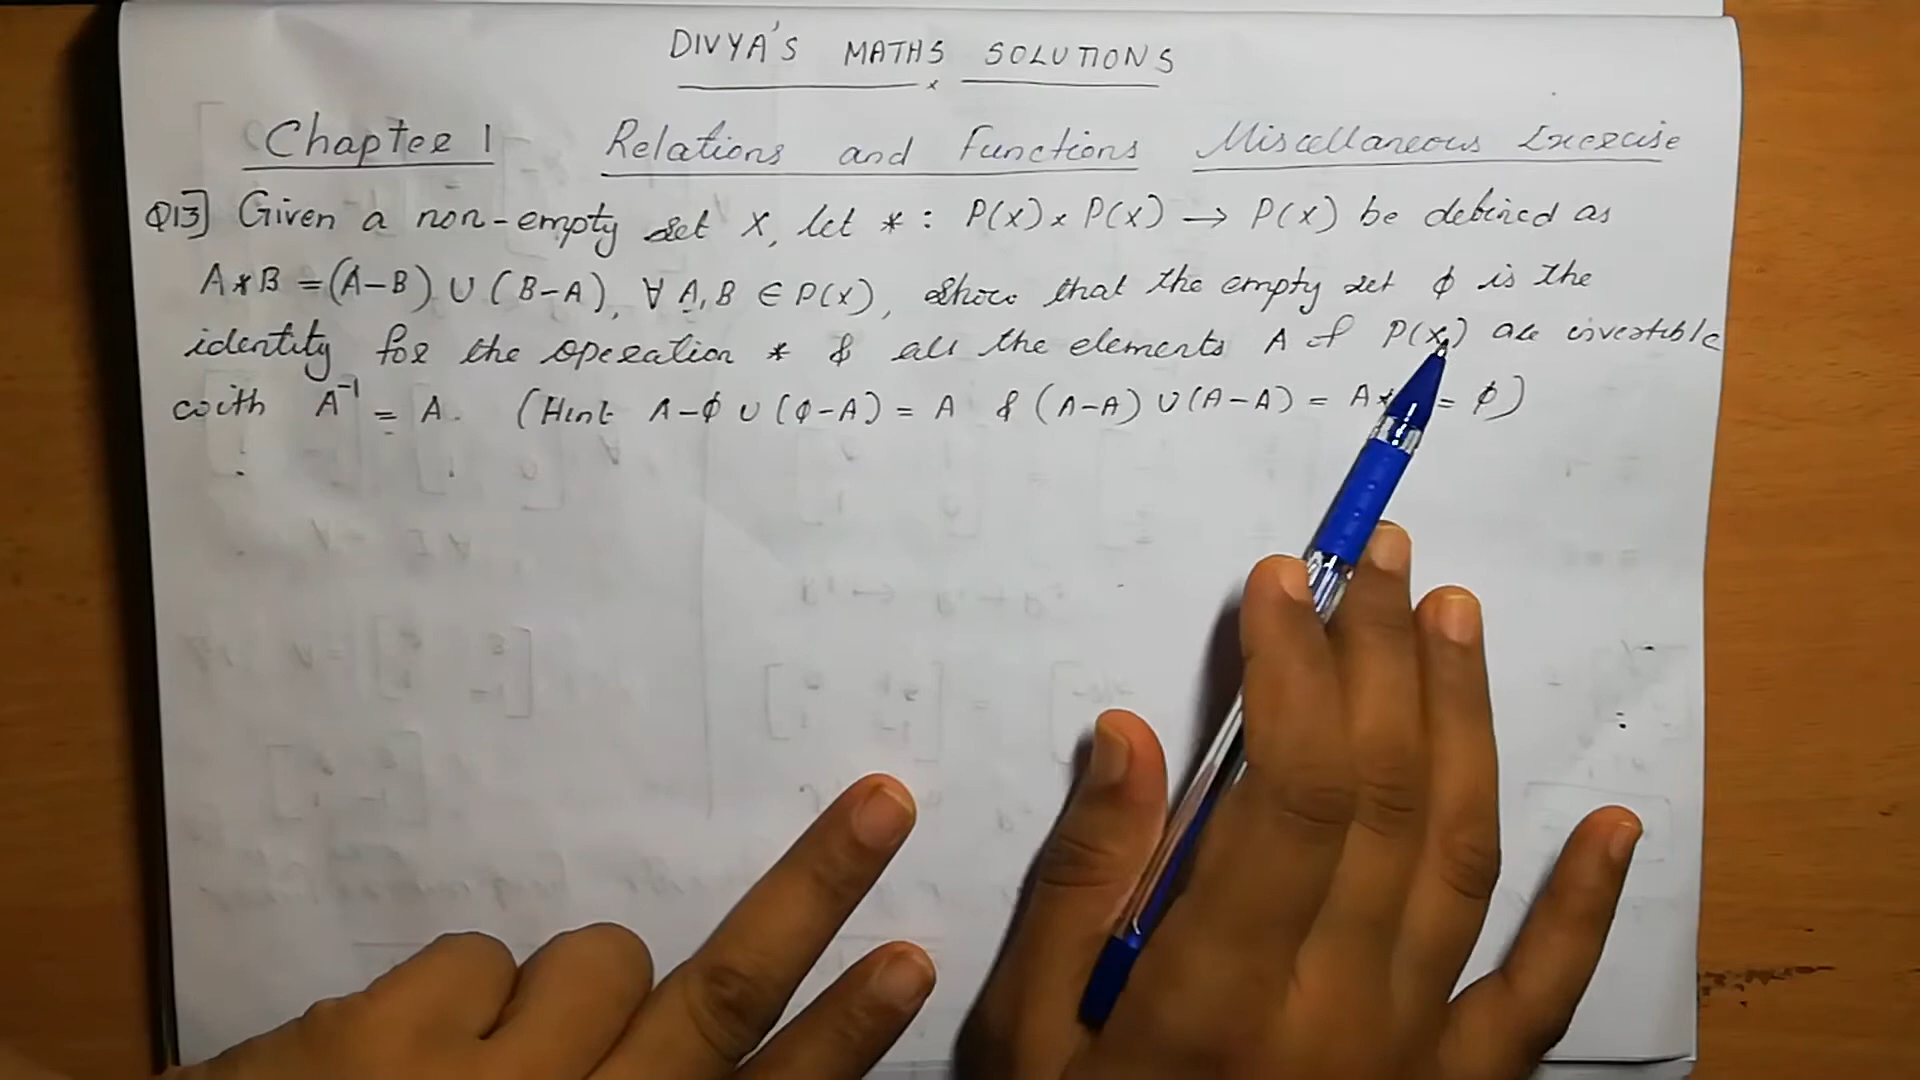 DIVYA'S MATHS SOLUTIONS
Chapter 1 Relations and Functions Miscellaneous Exercise
Q13] Given a non-empty set X, let * : P(X) × P(X) → P(X) be defined as
A*B = (A-B) ∪ (B-A), ∀ A, B ∈ P(X), show that the empty set ϕ is the
identity for the operation * & all the elements A of P(X) are invertible
with A⁻¹ = A. (Hint A-ϕ ∪ (ϕ-A) = A & (A-A) ∪ (A-A) = A* = ϕ)